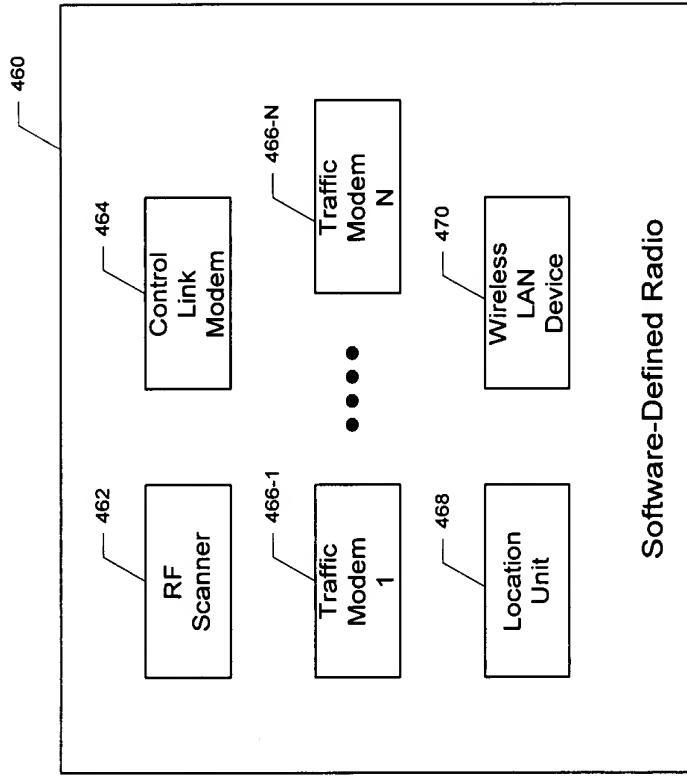 460
462
RF
Scanner
464
Control
Link
Modem
466-1
Traffic
Modem
1
466-N
Traffic
Modem
N
468
Location
Unit
470
Wireless
LAN
Device
Software-Defined Radio